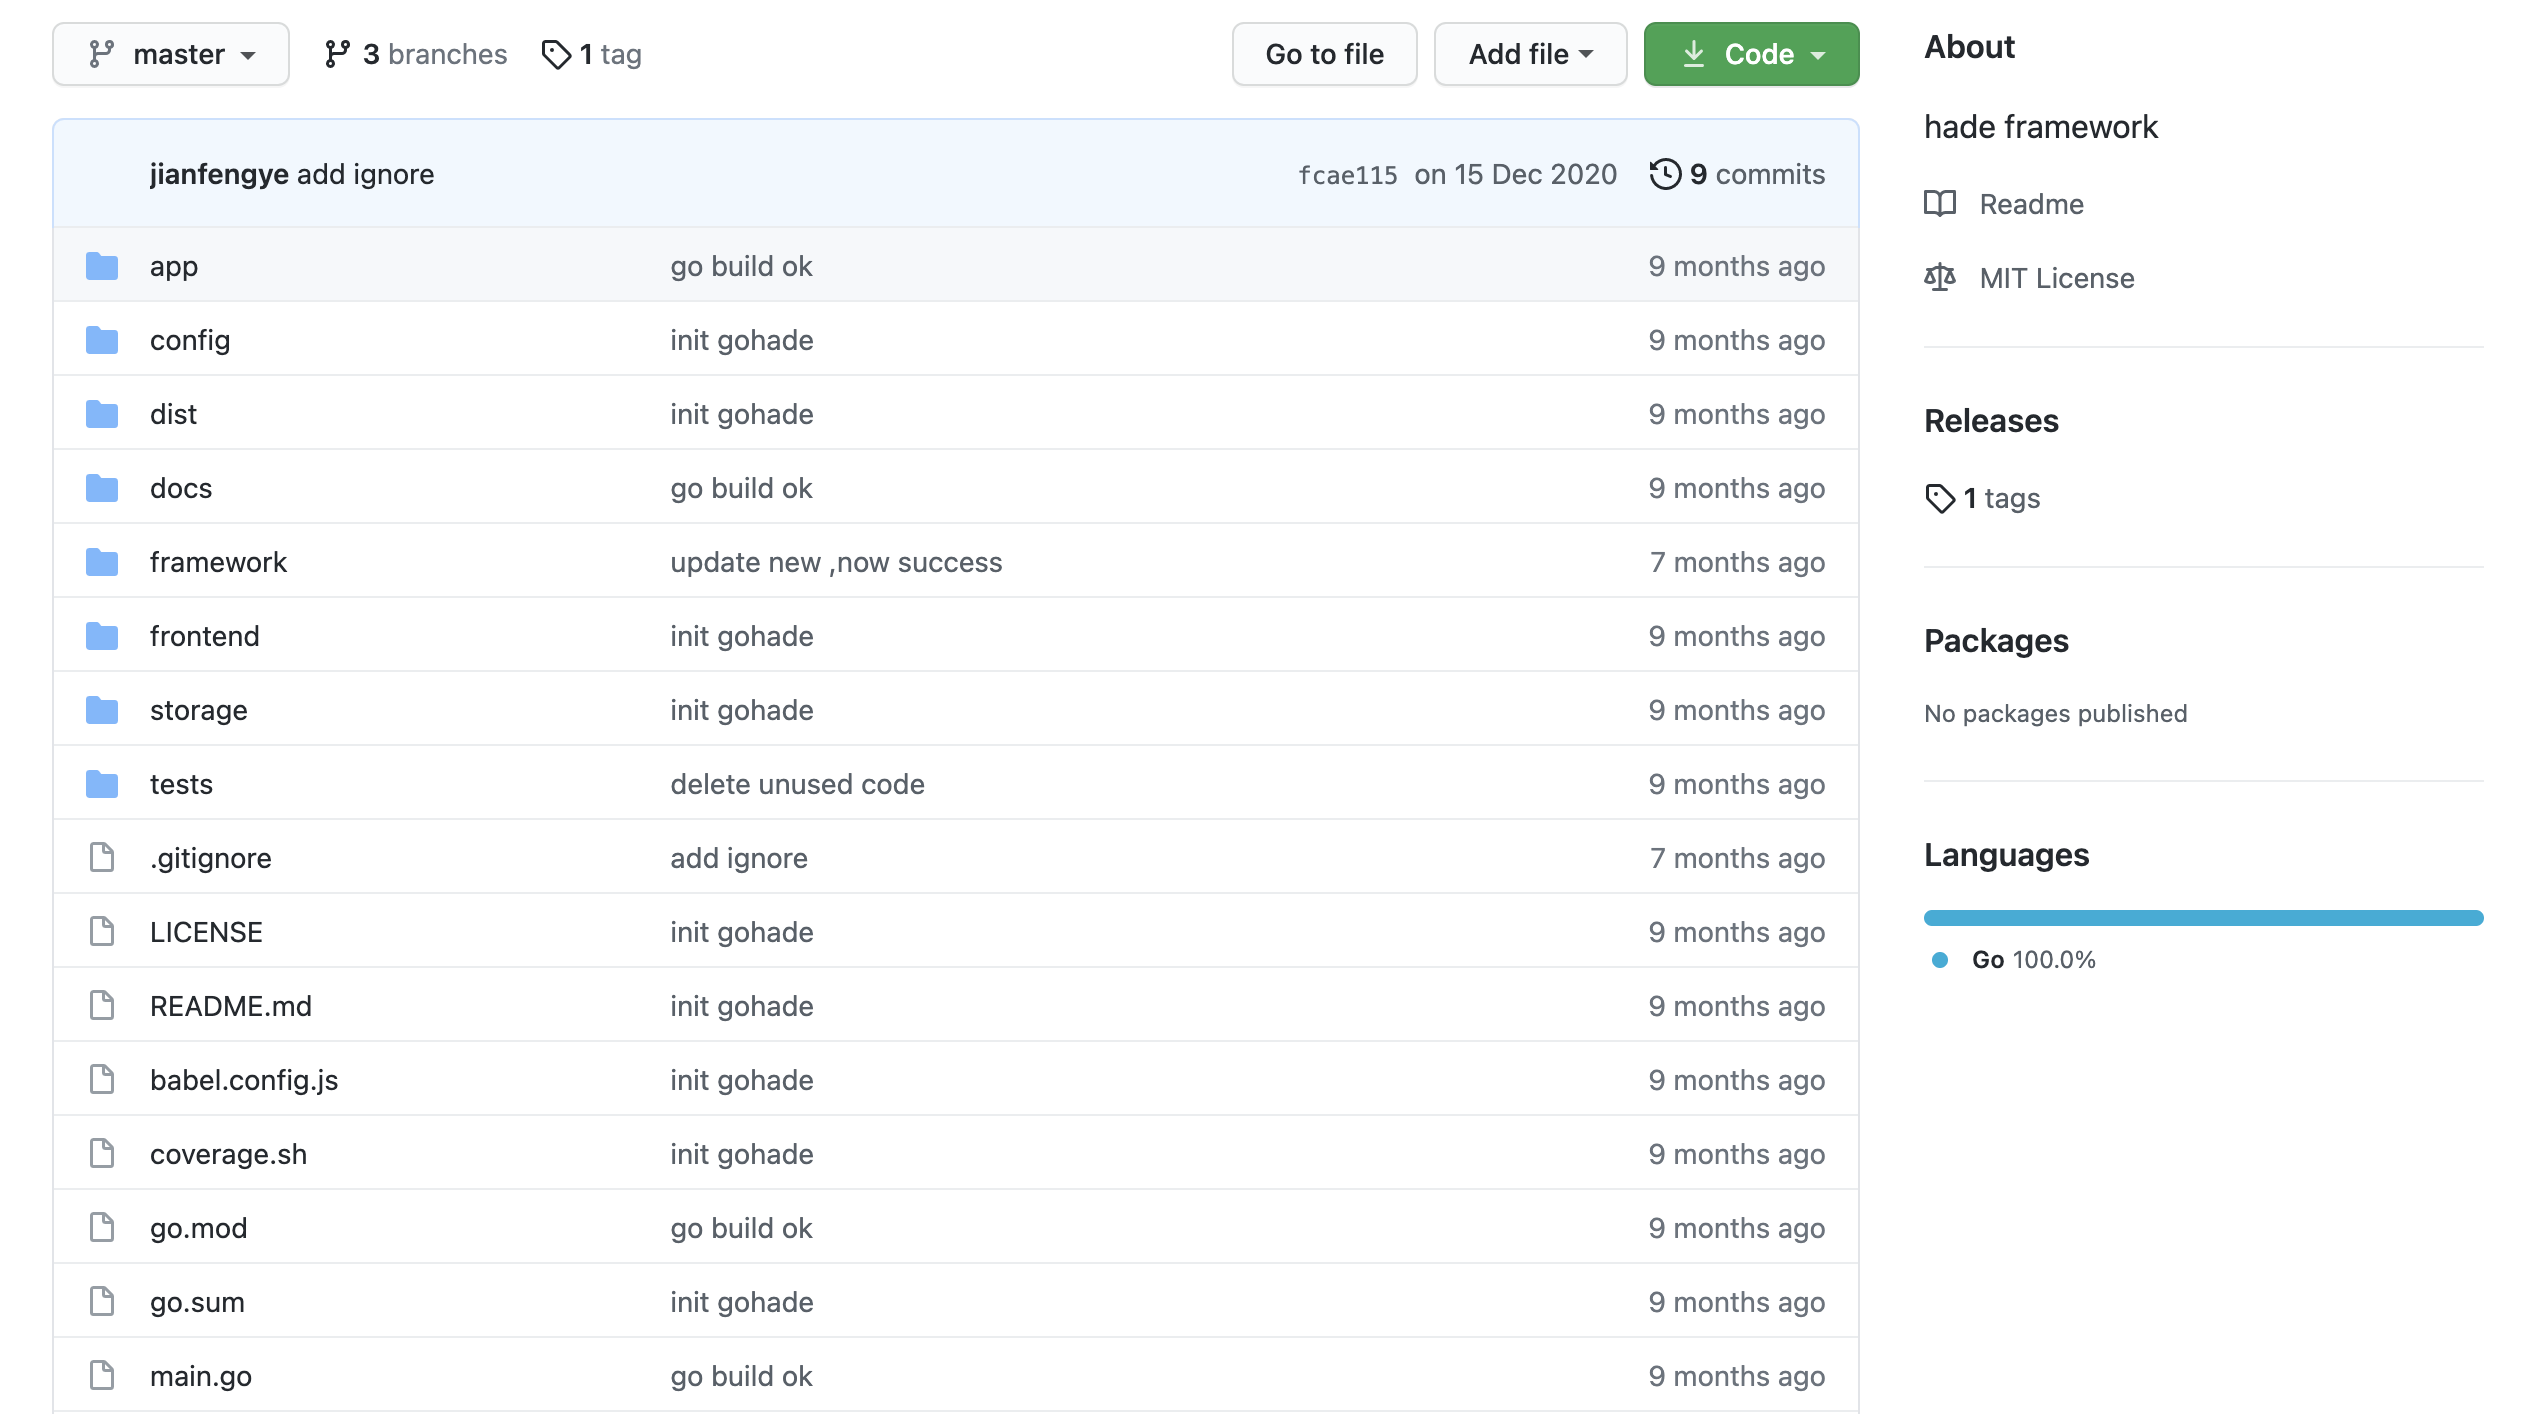 master 3 branches 1 tag Go to file Add file Code
jianfengye add ignore fcae115 on 15 Dec 2020 9 commits
app go build ok 9 months ago
config init gohade 9 months ago
dist init gohade 9 months ago
docs go build ok 9 months ago
framework update new ,now success 7 months ago
frontend init gohade 9 months ago
storage init gohade 9 months ago
tests delete unused code 9 months ago
.gitignore add ignore 7 months ago
LICENSE init gohade 9 months ago
README.md init gohade 9 months ago
babel.config.js init gohade 9 months ago
coverage.sh init gohade 9 months ago
go.mod go build ok 9 months ago
go.sum init gohade 9 months ago
main.go go build ok 9 months ago
About
hade framework
Readme
MIT License
Releases
1 tags
Packages
No packages published
Languages
Go 100.0%